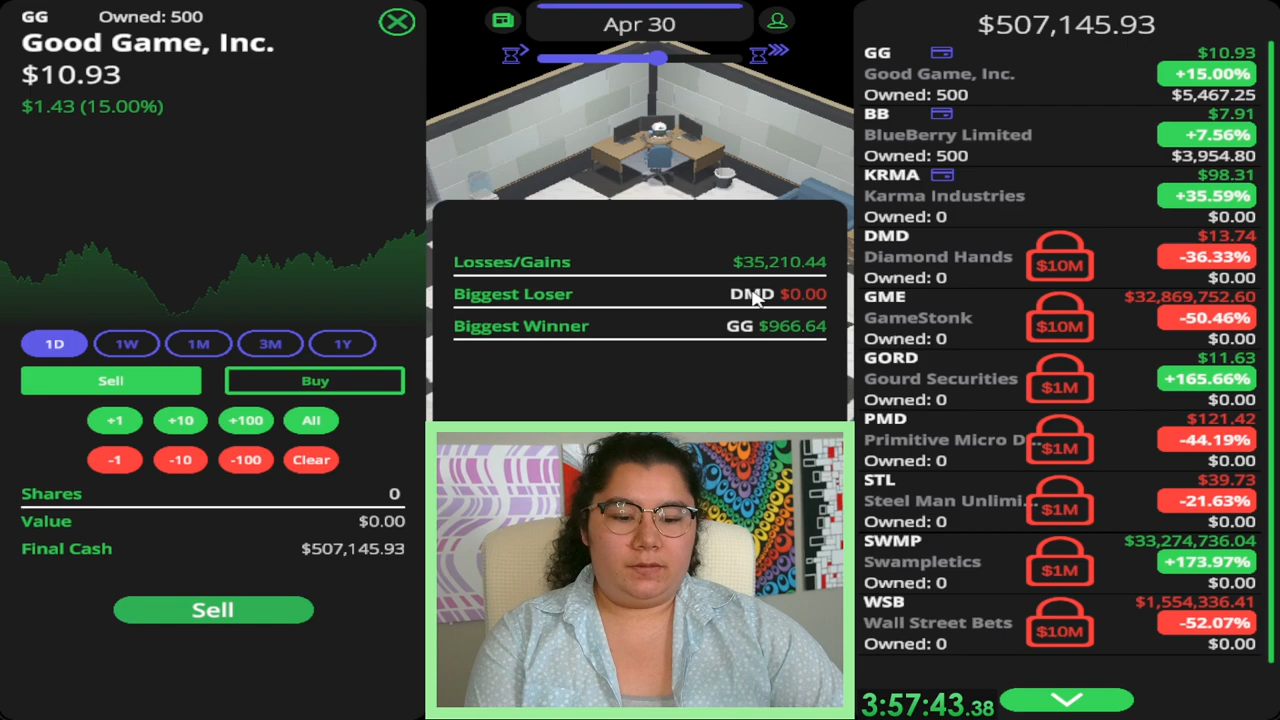 GG Owned: 500
Good Game, Inc.
$10.93
$1.43 (15.00%)
1D 1W 1M 3M 1Y
Sell Buy
+1 +10 +100 All
-1 -10 -100 Clear
Shares 0
Value $0.00
Final Cash $507,145.93
Sell
Apr 30
Losses/Gains $35,210.44
Biggest Loser DMD $0.00
Biggest Winner GG $966.64
$507,145.93
GG $10.93
Good Game, Inc. +15.00%
Owned: 500 $5,467.25
BB $7.91
BlueBerry Limited +7.56%
Owned: 500 $3,954.80
KRMA $98.31
Karma Industries +35.59%
Owned: 0 $0.00
DMD $13.74
Diamond Hands $10M -36.33%
Owned: 0 $0.00
GME $32,869,752.60
GameStonk $10M -50.46%
Owned: 0 $0.00
GORD $11.63
Gourd Securities $1M +165.66%
Owned: 0 $0.00
PMD $121.42
Primitive Micro D... $1M -44.19%
Owned: 0 $0.00
STL $39.73
Steel Man Unlimi... $1M -21.63%
Owned: 0 $0.00
SWMP $33,274,736.04
Swampletics $1M +173.97%
Owned: 0 $0.00
WSB $1,554,336.41
Wall Street Bets $10M -52.07%
Owned: 0 $0.00
3:57:43.38